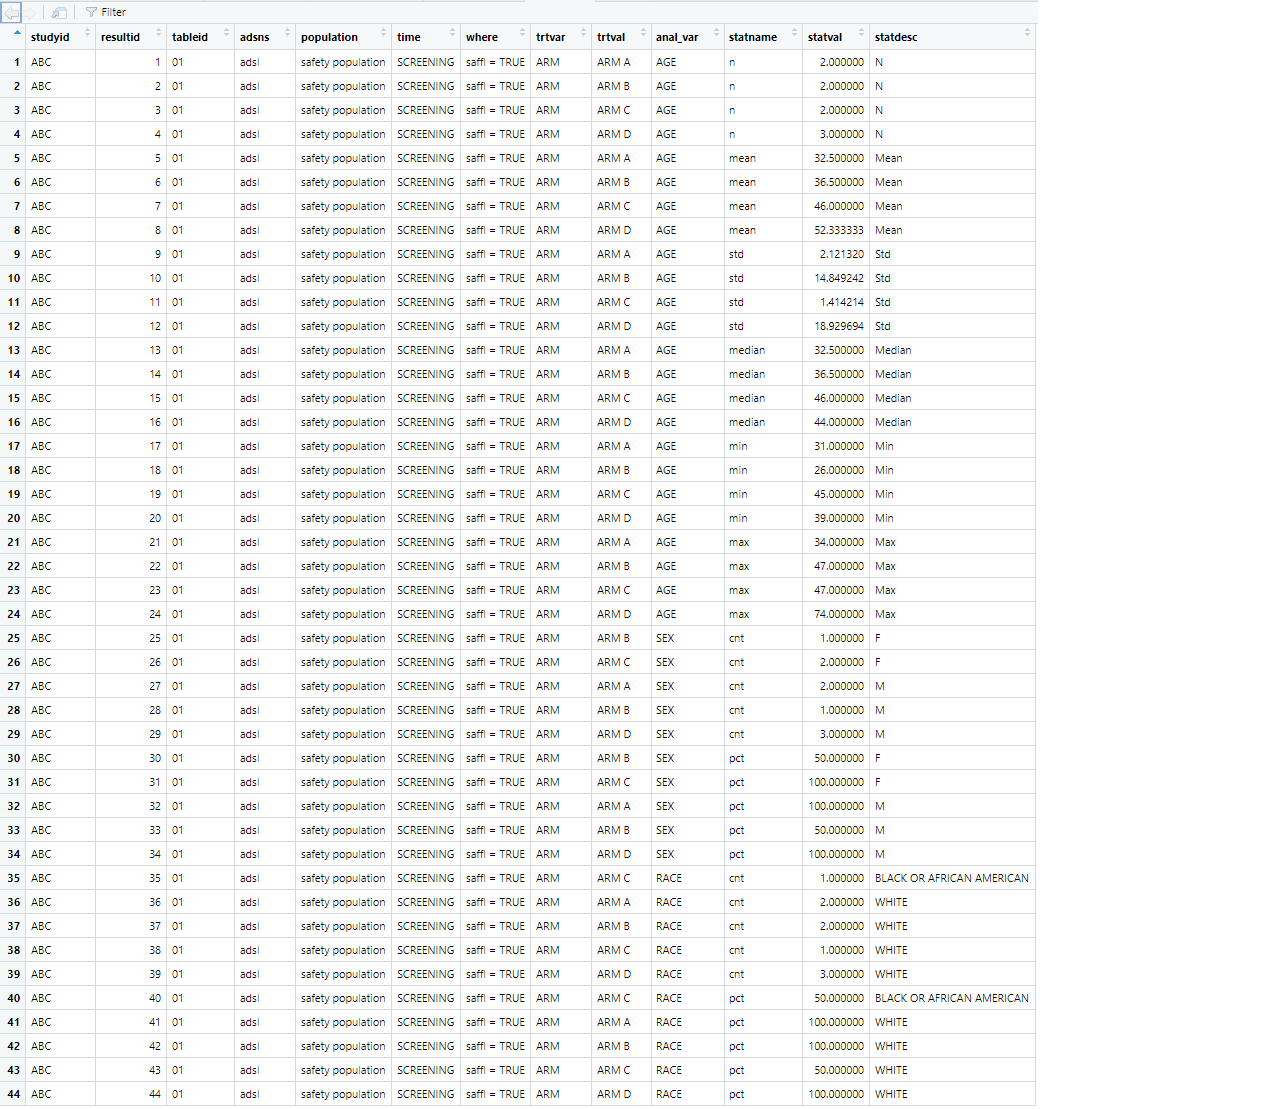 Filter
studyid resultid tableid adsns population time where trtvar trtval anal_var statname statval statdesc
1 ABC 1 01 adsl safety population SCREENING saffl = TRUE ARM ARM A AGE n 2.000000 N
2 ABC 2 01 adsl safety population SCREENING saffl = TRUE ARM ARM B AGE n 2.000000 N
3 ABC 3 01 adsl safety population SCREENING saffl = TRUE ARM ARM C AGE n 2.000000 N
4 ABC 4 01 adsl safety population SCREENING saffl = TRUE ARM ARM D AGE n 3.000000 N
5 ABC 5 01 adsl safety population SCREENING saffl = TRUE ARM ARM A AGE mean 32.500000 Mean
6 ABC 6 01 adsl safety population SCREENING saffl = TRUE ARM ARM B AGE mean 36.500000 Mean
7 ABC 7 01 adsl safety population SCREENING saffl = TRUE ARM ARM C AGE mean 46.000000 Mean
8 ABC 8 01 adsl safety population SCREENING saffl = TRUE ARM ARM D AGE mean 52.333333 Mean
9 ABC 9 01 adsl safety population SCREENING saffl = TRUE ARM ARM A AGE std 2.121320 Std
10 ABC 10 01 adsl safety population SCREENING saffl = TRUE ARM ARM B AGE std 14.849242 Std
11 ABC 11 01 adsl safety population SCREENING saffl = TRUE ARM ARM C AGE std 1.414214 Std
12 ABC 12 01 adsl safety population SCREENING saffl = TRUE ARM ARM D AGE std 18.929694 Std
13 ABC 13 01 adsl safety population SCREENING saffl = TRUE ARM ARM A AGE median 32.500000 Median
14 ABC 14 01 adsl safety population SCREENING saffl = TRUE ARM ARM B AGE median 36.500000 Median
15 ABC 15 01 adsl safety population SCREENING saffl = TRUE ARM ARM C AGE median 46.000000 Median
16 ABC 16 01 adsl safety population SCREENING saffl = TRUE ARM ARM D AGE median 44.000000 Median
17 ABC 17 01 adsl safety population SCREENING saffl = TRUE ARM ARM A AGE min 31.000000 Min
18 ABC 18 01 adsl safety population SCREENING saffl = TRUE ARM ARM B AGE min 26.000000 Min
19 ABC 19 01 adsl safety population SCREENING saffl = TRUE ARM ARM C AGE min 45.000000 Min
20 ABC 20 01 adsl safety population SCREENING saffl = TRUE ARM ARM D AGE min 39.000000 Min
21 ABC 21 01 adsl safety population SCREENING saffl = TRUE ARM ARM A AGE max 34.000000 Max
22 ABC 22 01 adsl safety population SCREENING saffl = TRUE ARM ARM B AGE max 47.000000 Max
23 ABC 23 01 adsl safety population SCREENING saffl = TRUE ARM ARM C AGE max 47.000000 Max
24 ABC 24 01 adsl safety population SCREENING saffl = TRUE ARM ARM D AGE max 74.000000 Max
25 ABC 25 01 adsl safety population SCREENING saffl = TRUE ARM ARM B SEX cnt 1.000000 F
26 ABC 26 01 adsl safety population SCREENING saffl = TRUE ARM ARM C SEX cnt 2.000000 F
27 ABC 27 01 adsl safety population SCREENING saffl = TRUE ARM ARM A SEX cnt 2.000000 M
28 ABC 28 01 adsl safety population SCREENING saffl = TRUE ARM ARM B SEX cnt 1.000000 M
29 ABC 29 01 adsl safety population SCREENING saffl = TRUE ARM ARM D SEX cnt 3.000000 M
30 ABC 30 01 adsl safety population SCREENING saffl = TRUE ARM ARM B SEX pct 50.000000 F
31 ABC 31 01 adsl safety population SCREENING saffl = TRUE ARM ARM C SEX pct 100.000000 F
32 ABC 32 01 adsl safety population SCREENING saffl = TRUE ARM ARM A SEX pct 100.000000 M
33 ABC 33 01 adsl safety population SCREENING saffl = TRUE ARM ARM B SEX pct 50.000000 M
34 ABC 34 01 adsl safety population SCREENING saffl = TRUE ARM ARM D SEX pct 100.000000 M
35 ABC 35 01 adsl safety population SCREENING saffl = TRUE ARM ARM C RACE cnt 1.000000 BLACK OR AFRICAN AMERICAN
36 ABC 36 01 adsl safety population SCREENING saffl = TRUE ARM ARM A RACE cnt 2.000000 WHITE
37 ABC 37 01 adsl safety population SCREENING saffl = TRUE ARM ARM B RACE cnt 2.000000 WHITE
38 ABC 38 01 adsl safety population SCREENING saffl = TRUE ARM ARM C RACE cnt 1.000000 WHITE
39 ABC 39 01 adsl safety population SCREENING saffl = TRUE ARM ARM D RACE cnt 3.000000 WHITE
40 ABC 40 01 adsl safety population SCREENING saffl = TRUE ARM ARM C RACE pct 50.000000 BLACK OR AFRICAN AMERICAN
41 ABC 41 01 adsl safety population SCREENING saffl = TRUE ARM ARM A RACE pct 100.000000 WHITE
42 ABC 42 01 adsl safety population SCREENING saffl = TRUE ARM ARM B RACE pct 100.000000 WHITE
43 ABC 43 01 adsl safety population SCREENING saffl = TRUE ARM ARM C RACE pct 50.000000 WHITE
44 ABC 44 01 adsl safety population SCREENING saffl = TRUE ARM ARM D RACE pct 100.000000 WHITE